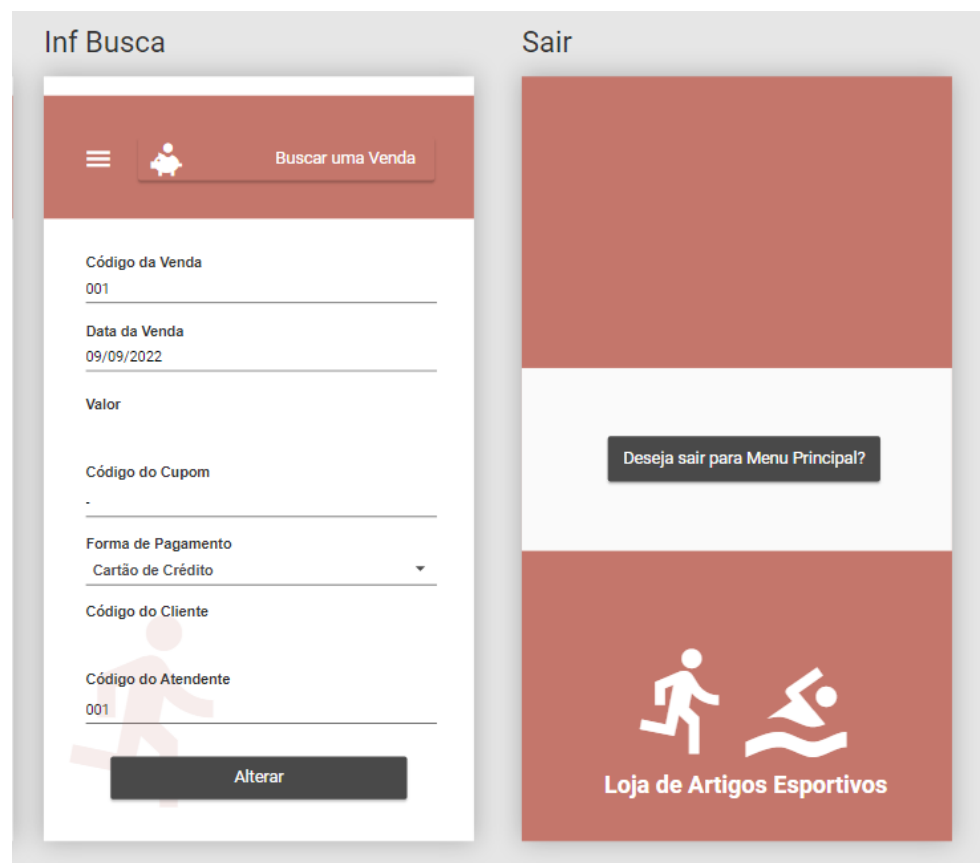 Inf Busca
Buscar uma Venda
Código da Venda
001
Data da Venda
09/09/2022
Valor
Código do Cupom
-
Forma de Pagamento
Cartão de Crédito
Código do Cliente
Código do Atendente
001
Alterar
Sair
Deseja sair para Menu Principal?
Loja de Artigos Esportivos